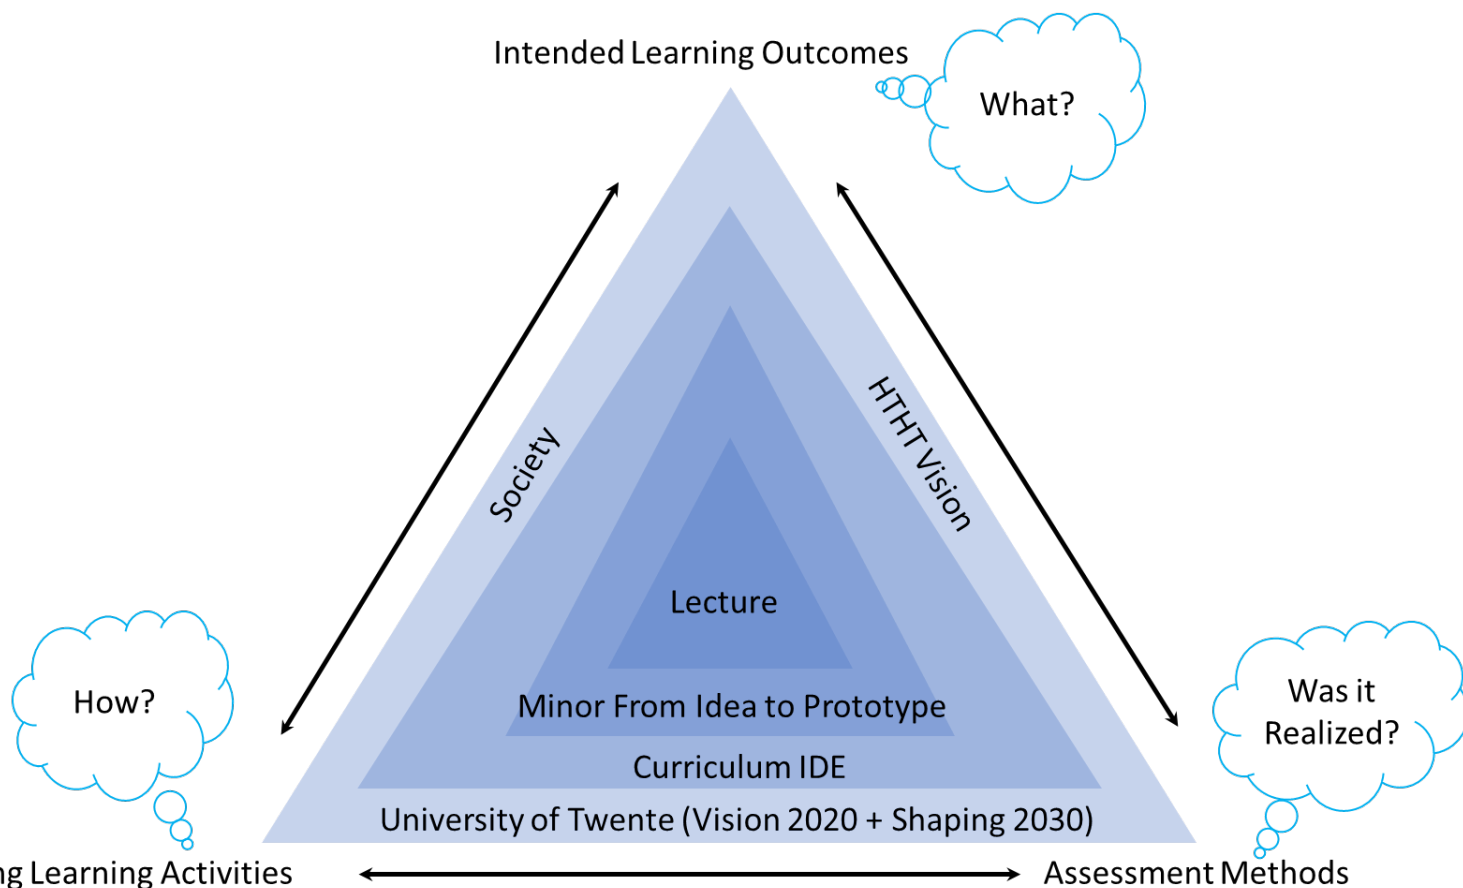 Intended Learning Outcomes
What?
Society
HTHT Vision
Lecture
How?
Was it
Realized?
Minor From Idea to Prototype
Curriculum IDE
University of Twente (Vision 2020 + Shaping 2030)
ng Learning Activities
Assessment Methods